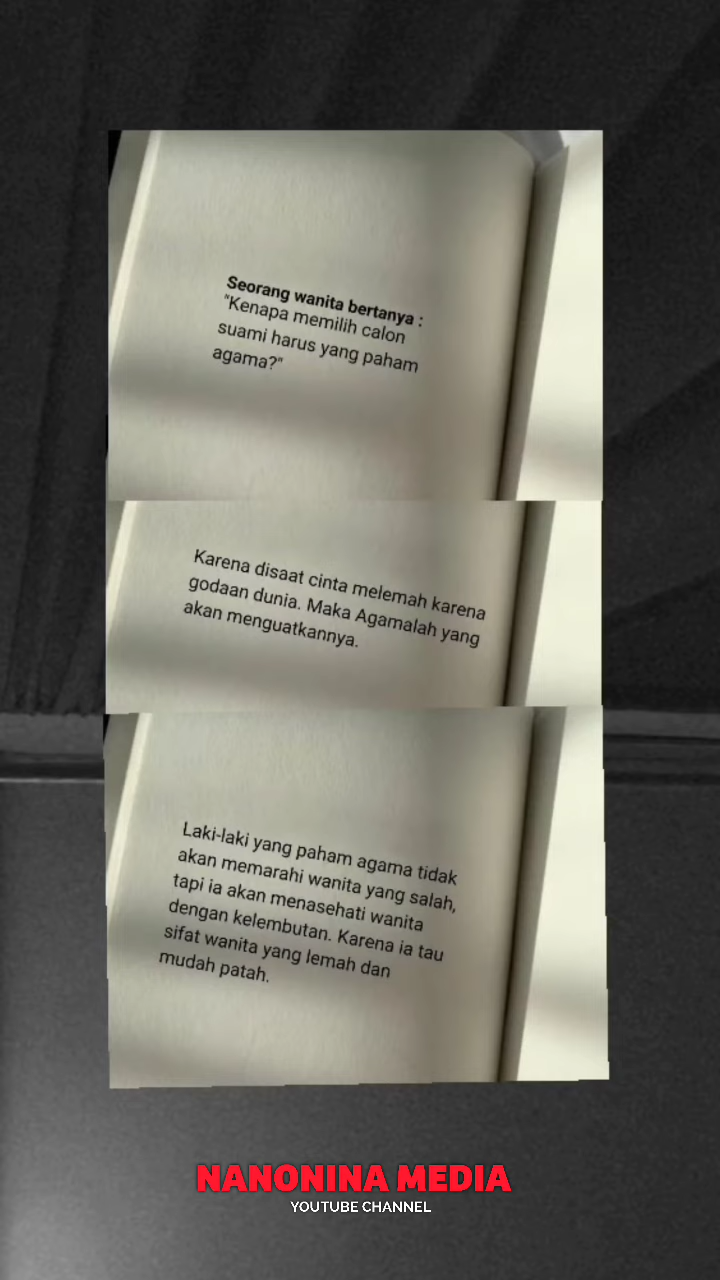 Seorang wanita bertanya :
"Kenapa memilih calon
suami harus yang paham
agama?"
Karena disaat cinta melemah karena
godaan dunia. Maka Agamalah yang
akan menguatkannya.
Laki-laki yang paham agama tidak
akan memarahi wanita yang salah,
tapi ia akan menasehati wanita
dengan kelembutan. Karena ia tau
sifat wanita yang lemah dan
mudah patah.
NANONINA MEDIA
YOUTUBE CHANNEL